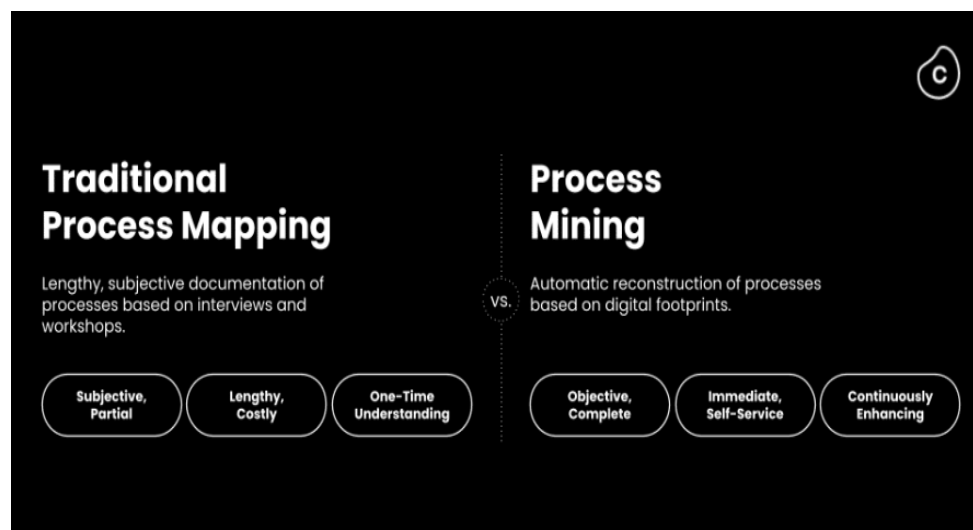 C
Traditional
Process Mapping
Lengthy, subjective documentation of
processes based on interviews and
workshops.
Subjective,
Partial
Lengthy,
Costly
One-Time
Understanding
vs.
Process
Mining
Automatic reconstruction of processes
based on digital footprints.
Objective,
Complete
Immediate,
Self-Service
Continuously
Enhancing